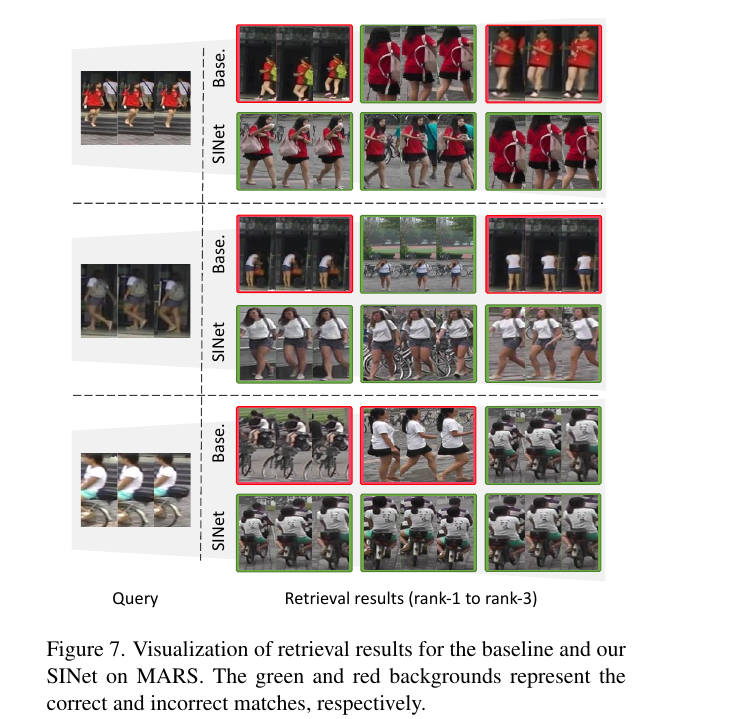 Base.
SINet
Base.
SINet
Base.
SINet
Query
Retrieval results (rank-1 to rank-3)
Figure 7. Visualization of retrieval results for the baseline and our
SINet on MARS. The green and red backgrounds represent the
correct and incorrect matches, respectively.